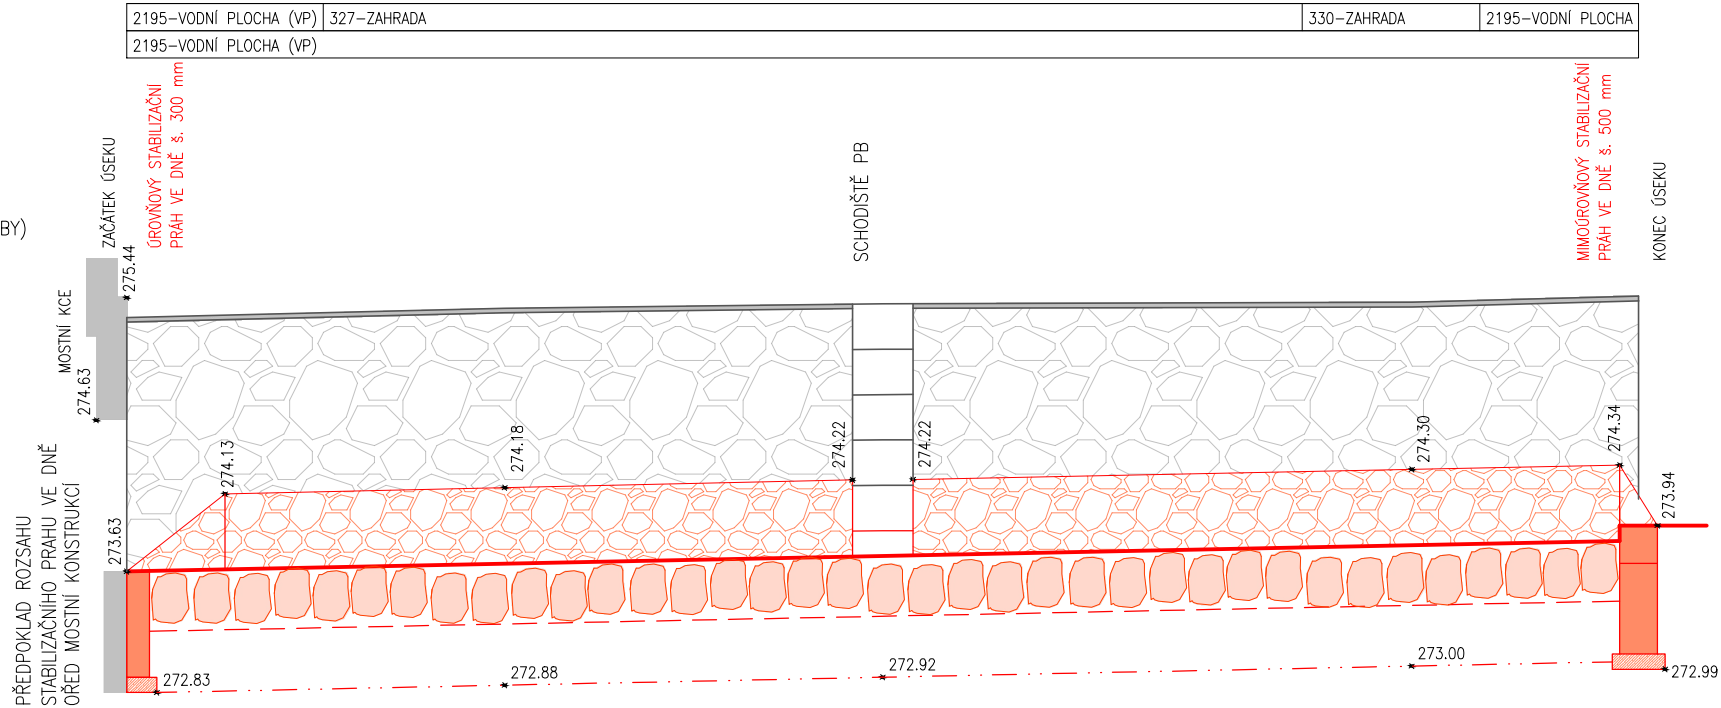 2195-VODNÍ PLOCHA (VP)
327-ZAHRADA
330-ZAHRADA
2195-VODNÍ PLOCHA
2195-VODNÍ PLOCHA (VP)
ÚROVŇOVÝ STABILIZAČNÍ
PRÁH VE DNĚ š. 300 mm
MIMOÚROVŇOVÝ STABILIZAČNÍ
PRÁH VE DNĚ š. 500 mm
ZAČÁTEK ÚSEKU
SCHODIŠTĚ PB
KONEC ÚSEKU
BY)
275.44
MOSTNÍ KCE
274.63
274.13
274.18
274.22
274.22
274.30
274.34
273.94
273.63
PŘEDPOKLAD ROZSAHU
STABILIZAČNÍHO PRAHU VE DNĚ
OŘED MOSTNÍ KONSTRUKCÍ
272.83
272.88
272.92
273.00
272.99